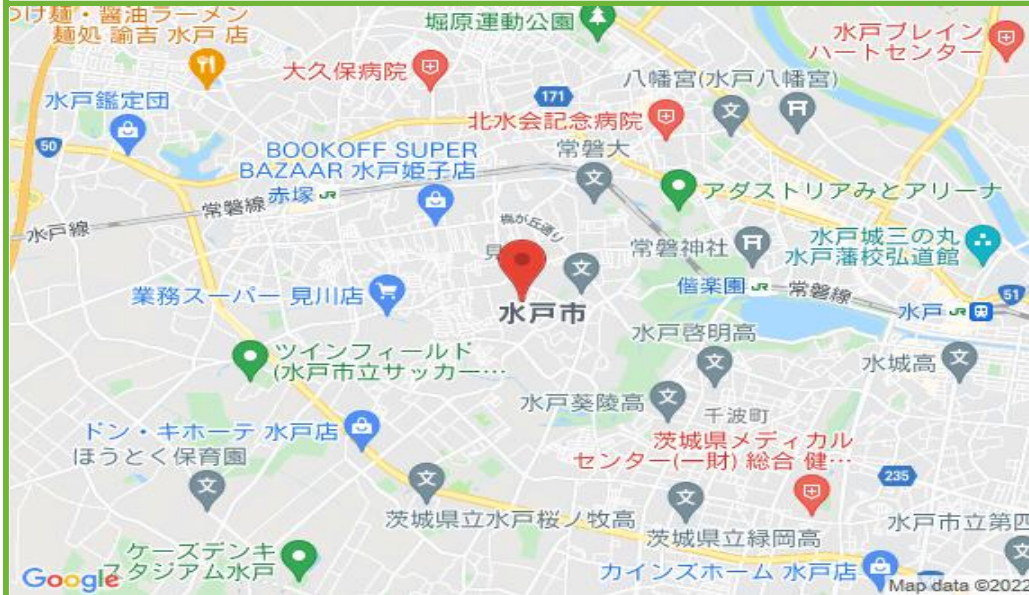 つけ麺・醤油ラーメン
麺処 諭吉 水戸 店
堀原運動公園
水戸ブレイン
ハートセンター
大久保病院
水戸鑑定団
171
八幡宮(水戸八幡宮)
北水会記念病院
50
BOOKOFF SUPER
BAZAAR 水戸姫子店
常磐大
赤塚 JR
アダストリアみとアリーナ
常磐線
水戸線
常磐神社
水戸城三の丸
水戸藩校弘道館
業務スーパー 見川店
偕楽園 JR
常磐線
51
水戸 JR
水戸市
水戸啓明高
ツインフィールド
(水戸市立サッカー…
水城高
水戸葵陵高
千波町
ドン・キホーテ 水戸店
茨城県メディカル
センター(一財) 総合 健…
ほうとく保育園
235
茨城県立水戸桜ノ牧高
茨城県立緑岡高
水戸市立第四
ケーズデンキ
スタジアム水戸
カインズホーム 水戸店
Google
Map data ©2022